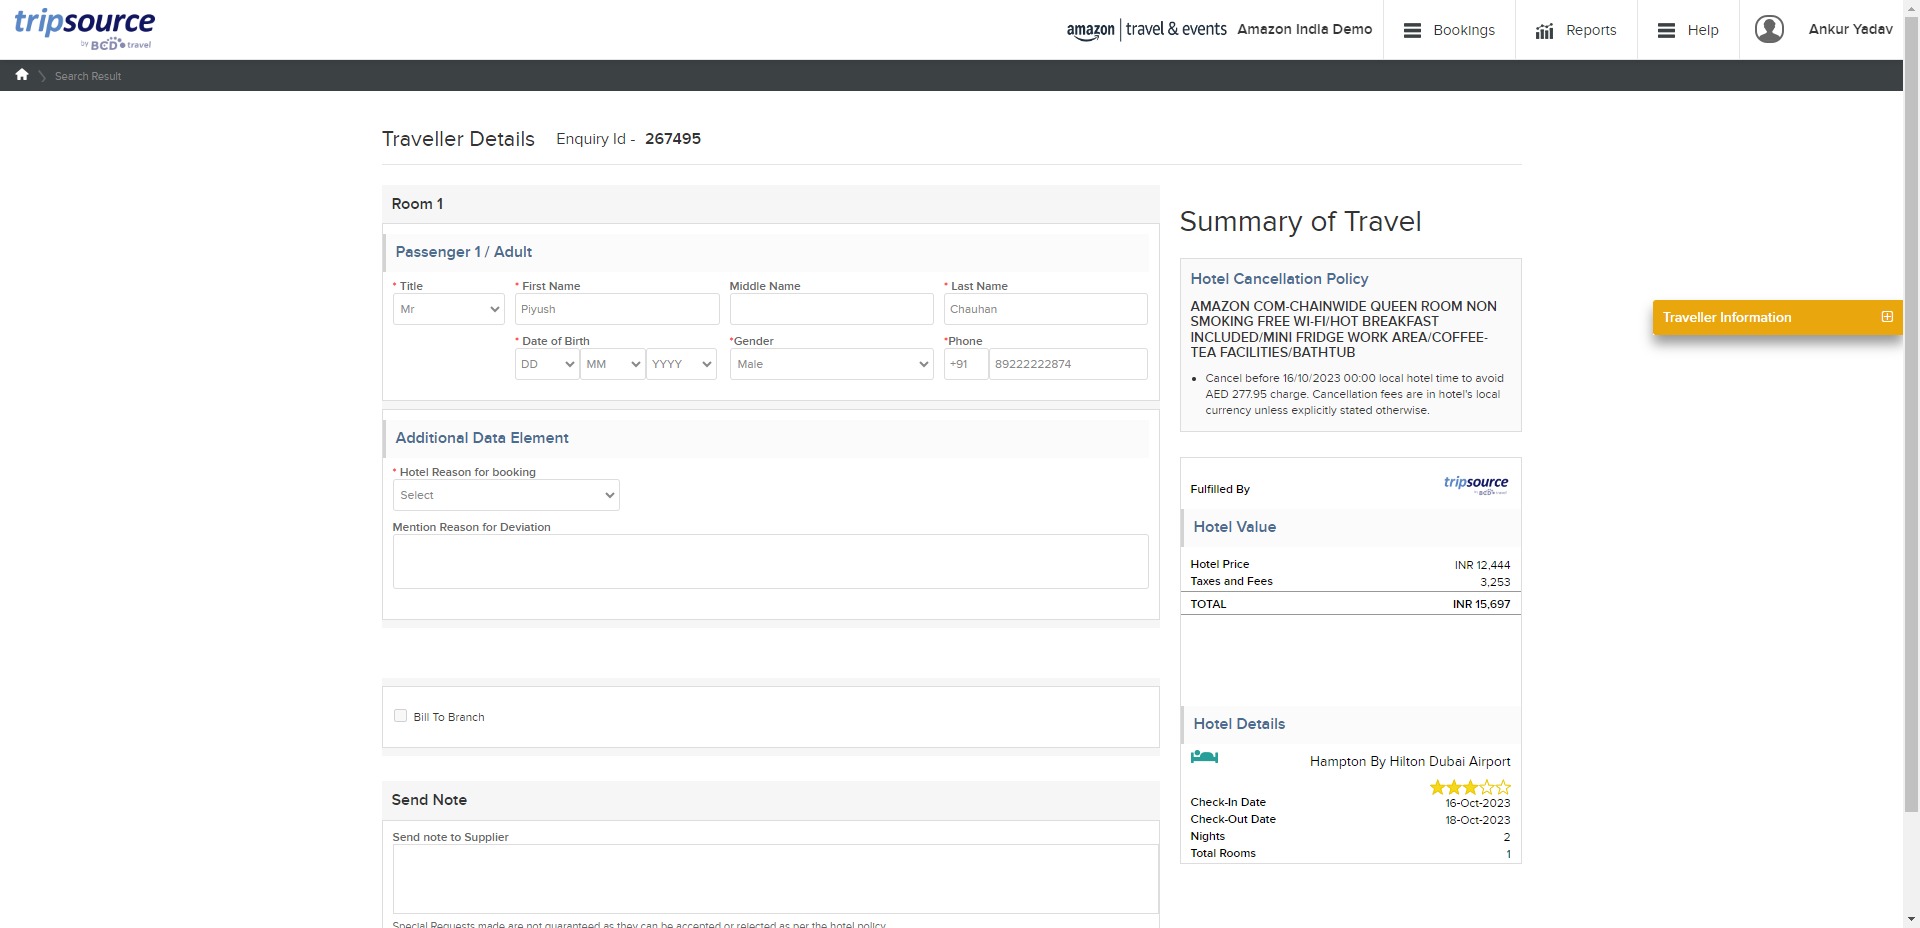 tripsource
by BCD travel
amazon travel & events Amazon India Demo
Bookings
Reports
Help
Ankur Yadav
Search Result
Traveller Details Enquiry Id - 267495
Room 1
Passenger 1 / Adult
* Title * First Name Middle Name * Last Name
Mr Piyush Chauhan
* Date of Birth *Gender *Phone
DD MM YYYY Male +91 89222222874
Additional Data Element
* Hotel Reason for booking
Select
Mention Reason for Deviation
Bill To Branch
Send Note
Send note to Supplier
Special Requests made are not guaranteed as they can be accepted or rejected as per the hotel policy
Summary of Travel
Hotel Cancellation Policy
AMAZON COM-CHAINWIDE QUEEN ROOM NON
SMOKING FREE WI-FI/HOT BREAKFAST
INCLUDED/MINI FRIDGE WORK AREA/COFFEE-
TEA FACILITIES/BATHTUB
• Cancel before 16/10/2023 00:00 local hotel time to avoid
AED 277.95 charge. Cancellation fees are in hotel's local
currency unless explicitly stated otherwise.
Fulfilled By tripsource
by BCD travel
Hotel Value
Hotel Price INR 12,444
Taxes and Fees 3,253
TOTAL INR 15,697
Hotel Details
Hampton By Hilton Dubai Airport
Check-In Date 16-Oct-2023
Check-Out Date 18-Oct-2023
Nights 2
Total Rooms 1
Traveller Information